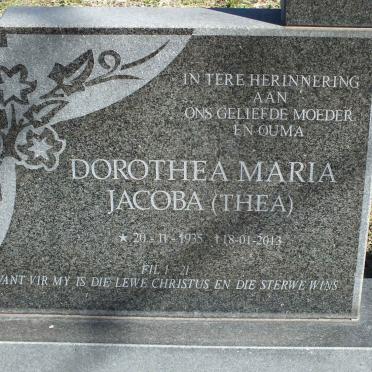 IN TERE HERINNERING
AAN
ONS GELIEFDE MOEDER
EN OUMA
DOROTHEA MARIA
JACOBA (THEA)
★ 20-11-1935 † 18-01-2013
FIL 1 21
WANT VIR MY IS DIE LEWE CHRISTUS EN DIE STERWE WINS